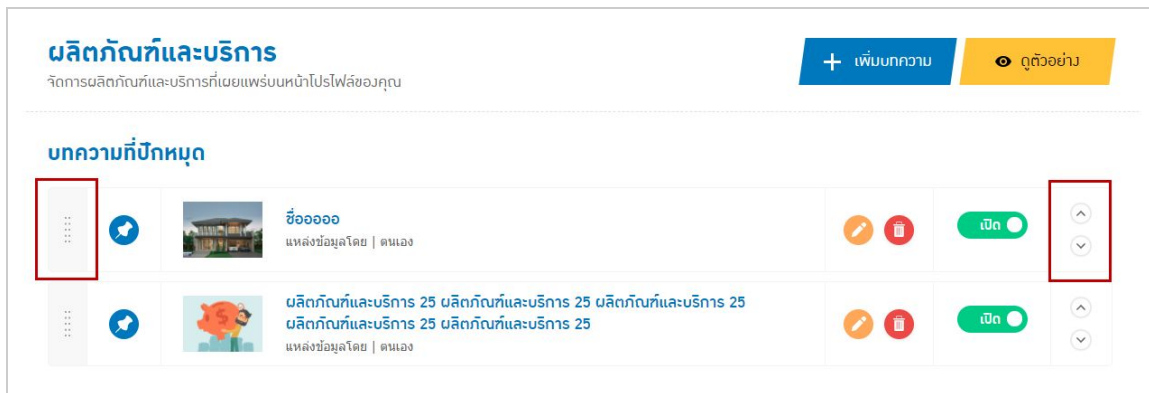 ผลิตภัณฑ์และบริการ
จัดการผลิตภัณฑ์และบริการที่เผยแพร่บนหน้าโปรไฟล์ของคุณ
เพิ่มบทความ
ดูตัวอย่าง
บทความที่ปักหมุด
ชื่อออออ
แหล่งข้อมูลโดย | ตนเอง
เปิด
ผลิตภัณฑ์และบริการ 25 ผลิตภัณฑ์และบริการ 25 ผลิตภัณฑ์และบริการ 25
ผลิตภัณฑ์และบริการ 25 ผลิตภัณฑ์และบริการ 25
แหล่งข้อมูลโดย | ตนเอง
เปิด